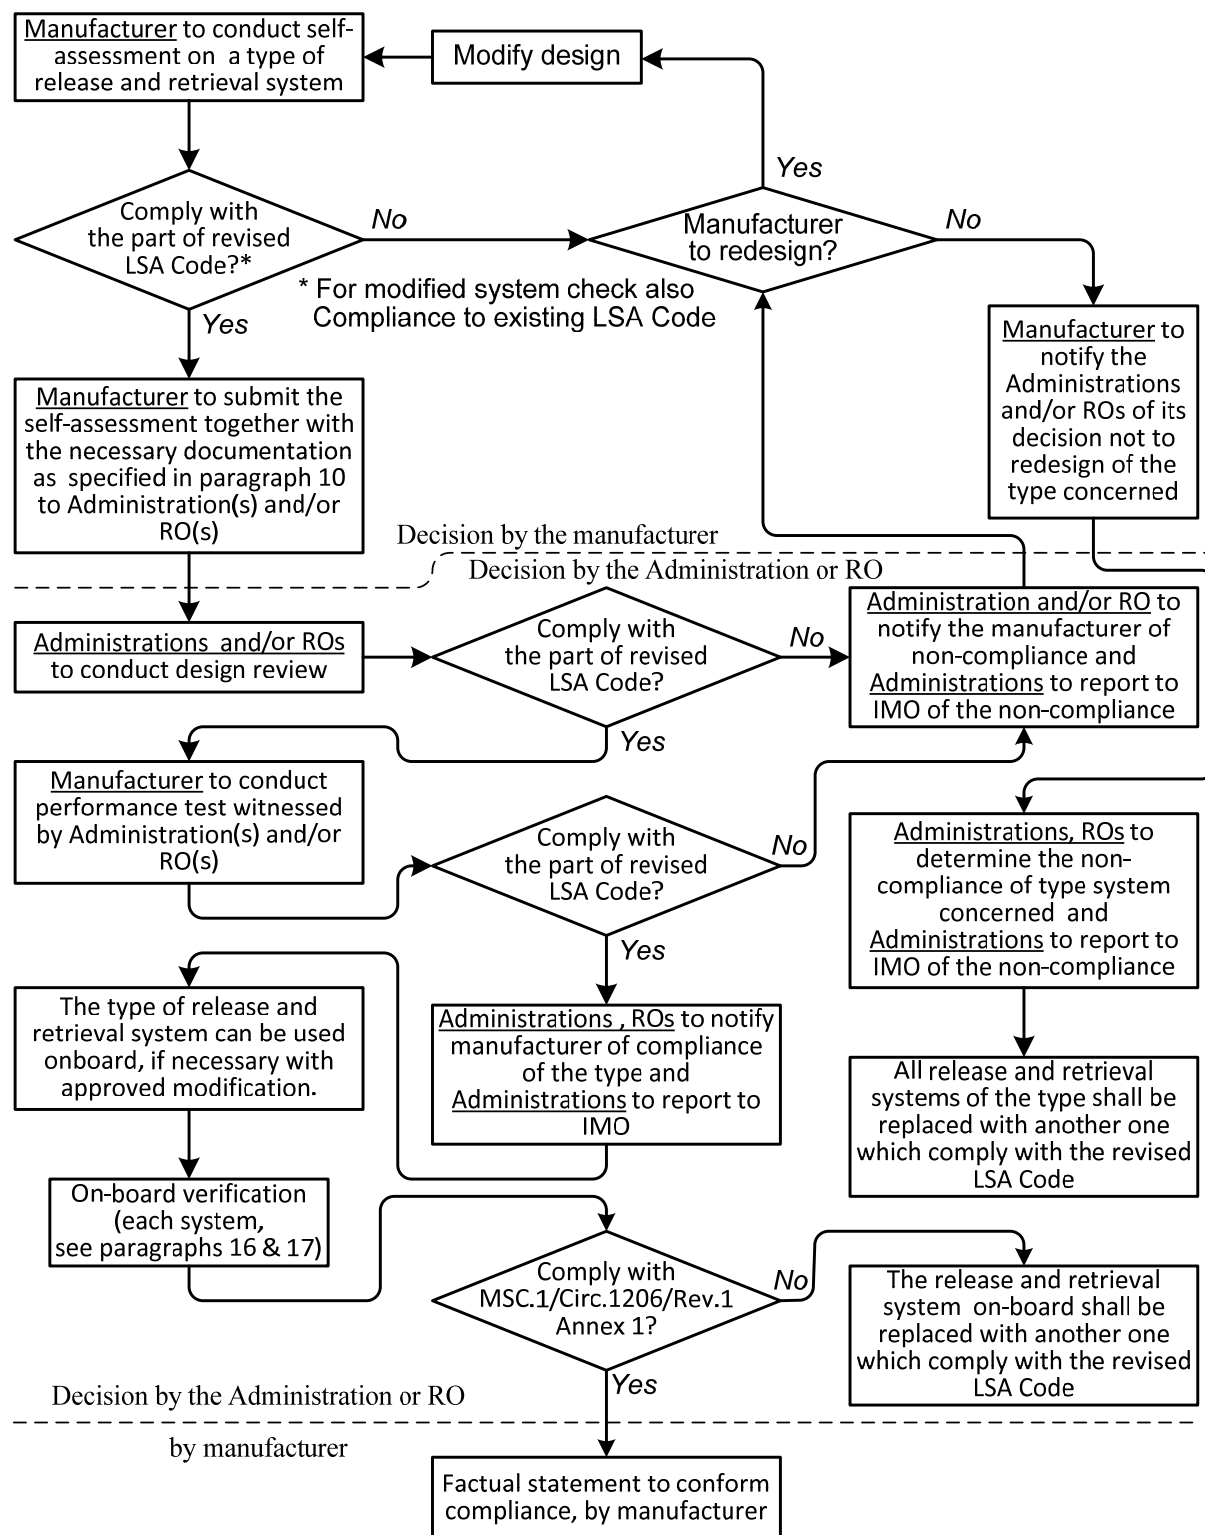 Manufacturer to conduct self-
assessment on a type of
release and retrieval system
Modify design
Yes
Comply with
the part of revised
LSA Code?*
No
Manufacturer
to redesign?
No
* For modified system check also
Compliance to existing LSA Code
Yes
Manufacturer to
notify the
Administrations
and/or ROs of its
decision not to
redesign of the
type concerned
Manufacturer to submit the
self-assessment together with
the necessary documentation
as specified in paragraph 10
to Administration(s) and/or
RO(s)
Decision by the manufacturer
Decision by the Administration or RO
Administrations and/or ROs
to conduct design review
Comply with
the part of revised
LSA Code?
No
Administration and/or RO to
notify the manufacturer of
non-compliance and
Administrations to report to
IMO of the non-compliance
Yes
Manufacturer to conduct
performance test witnessed
by Administration(s) and/or
RO(s)
Comply with
the part of revised
LSA Code?
No
Administrations, ROs to
determine the non-
compliance of type system
concerned and
Administrations to report to
IMO of the non-compliance
Yes
The type of release and
retrieval system can be used
onboard, if necessary with
approved modification.
Administrations , ROs to notify
manufacturer of compliance
of the type and
Administrations to report to
IMO
All release and retrieval
systems of the type shall be
replaced with another one
which comply with the revised
LSA Code
On-board verification
(each system,
see paragraphs 16 & 17)
Comply with
MSC.1/Circ.1206/Rev.1
Annex 1?
No
The release and retrieval
system on-board shall be
replaced with another one
which comply with the revised
LSA Code
Yes
Decision by the Administration or RO
by manufacturer
Factual statement to conform
compliance, by manufacturer